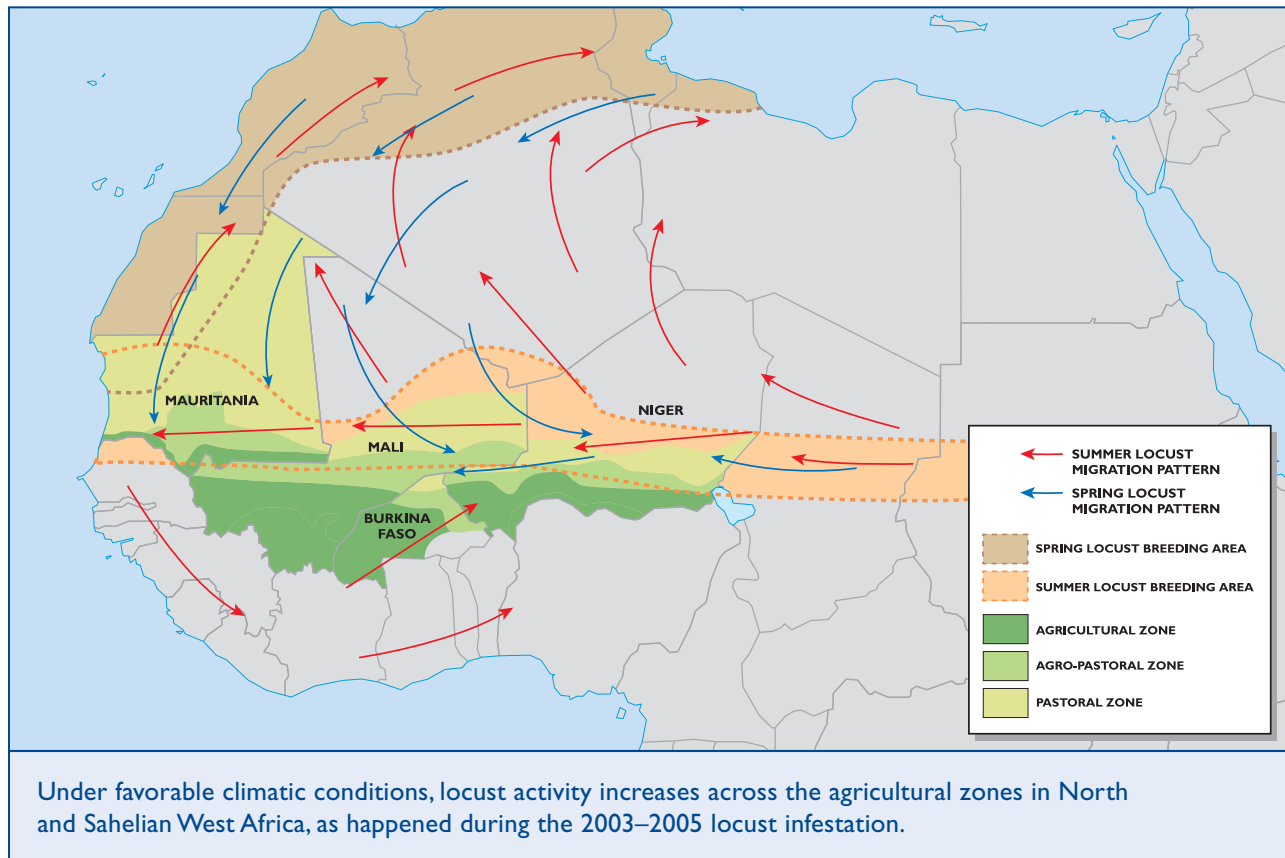 MAURITANIA
NIGER
MALI
BURKINA
FASO
SUMMER LOCUST
MIGRATION PATTERN
SPRING LOCUST
MIGRATION PATTERN
SPRING LOCUST BREEDING AREA
SUMMER LOCUST BREEDING AREA
AGRICULTURAL ZONE
AGRO-PASTORAL ZONE
PASTORAL ZONE
Under favorable climatic conditions, locust activity increases across the agricultural zones in North
and Sahelian West Africa, as happened during the 2003–2005 locust infestation.